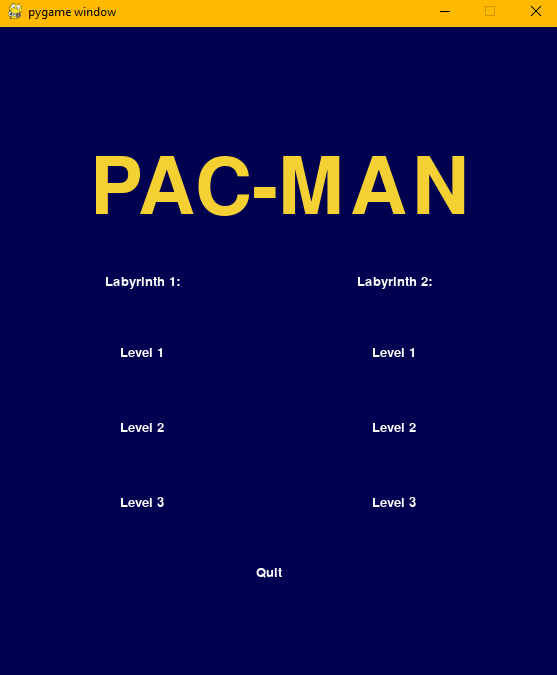 pygame window
PAC-MAN
Labyrinth 1:
Labyrinth 2:
Level 1
Level 1
Level 2
Level 2
Level 3
Level 3
Quit